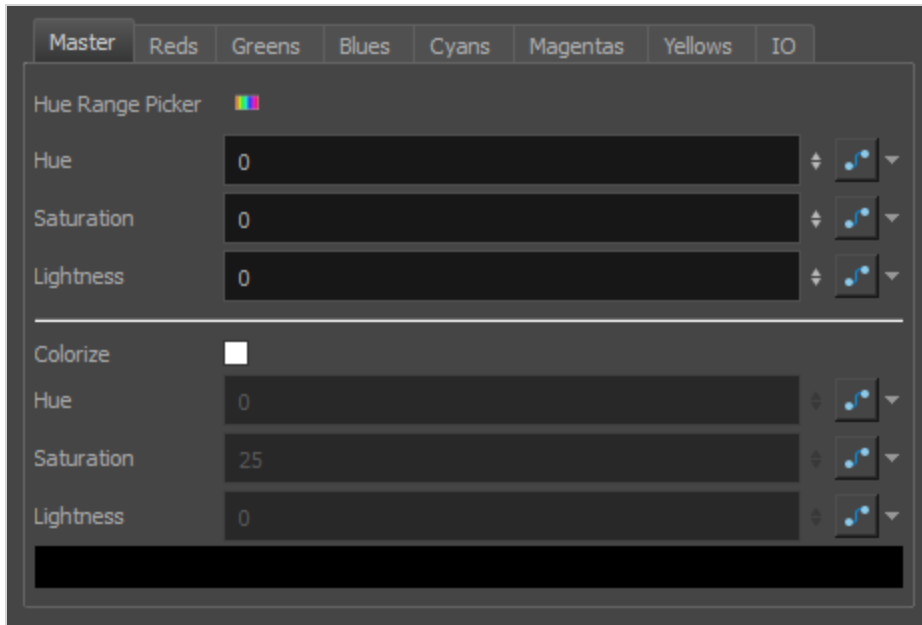 Master Reds Greens Blues Cyans Magentas Yellows IO
Hue Range Picker
Hue 0
Saturation 0
Lightness 0
Colorize
Hue 0
Saturation 25
Lightness 0